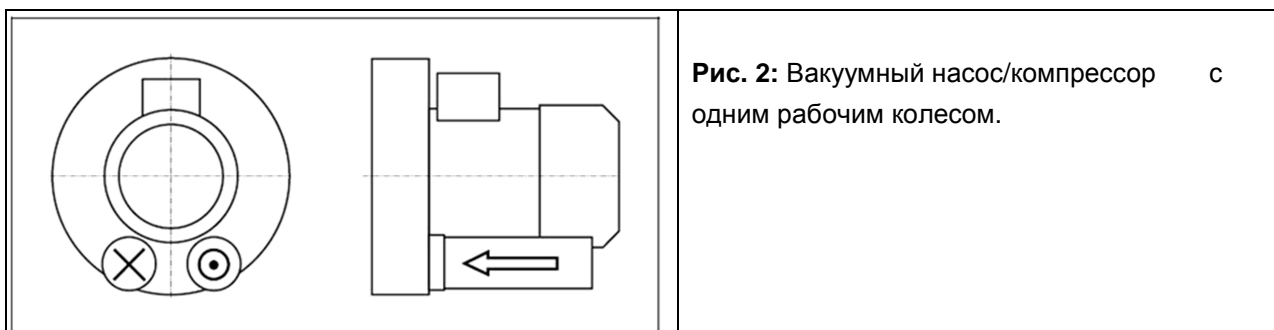 Рис. 2: Вакуумный насос/компрессор с
одним рабочим колесом.